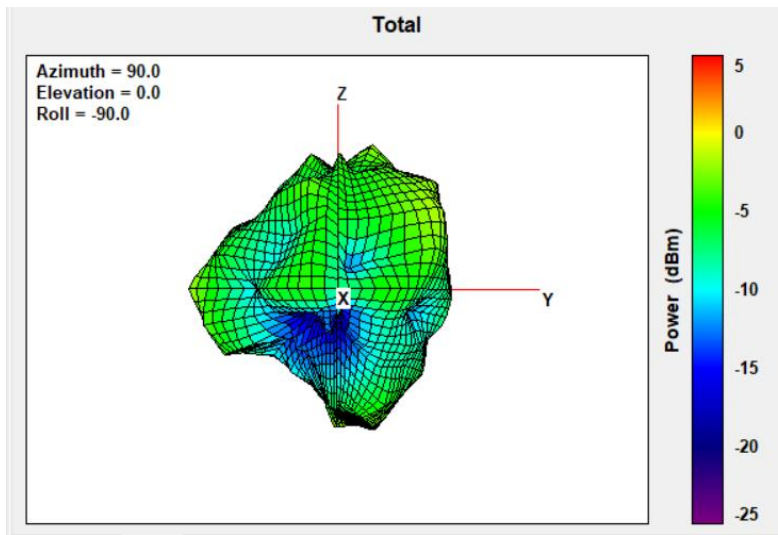 Total
Azimuth = 90.0
Elevation = 0.0
Roll = -90.0
Z
X
Y
5
0
-5
-10
-15
-20
-25
Power (dBm)